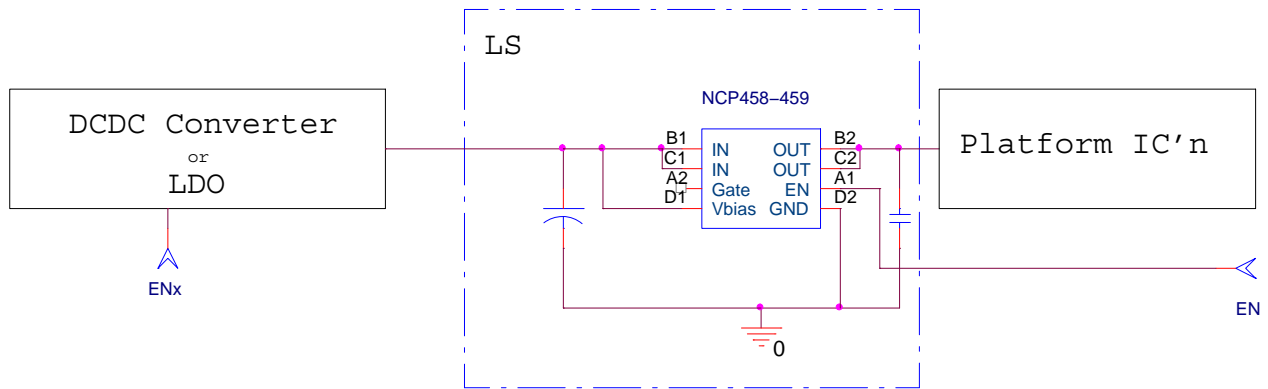 LS
NCP458–459
DCDC Converter
or
LDO
ENx
B1 IN OUT B2
C1 IN OUT C2
A2 Gate EN A1
D1 Vbias GND D2
Platform IC'n
EN
0